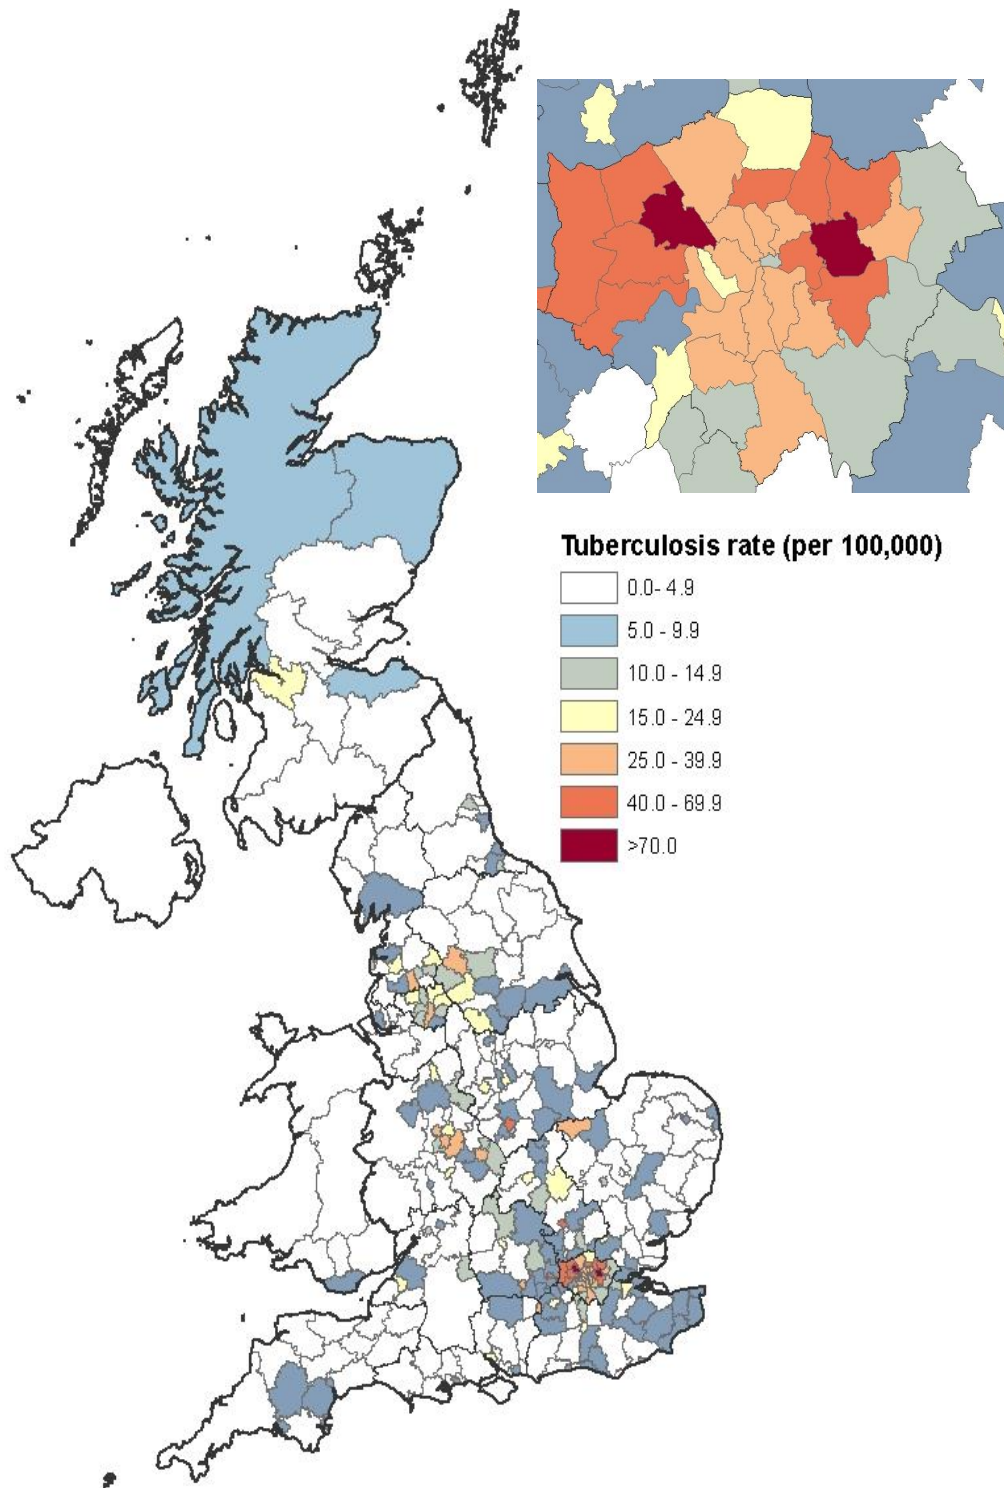 Tuberculosis rate (per 100,000)
0.0- 4.9
5.0 - 9.9
10.0 - 14.9
15.0 - 24.9
25.0 - 39.9
40.0 - 69.9
>70.0